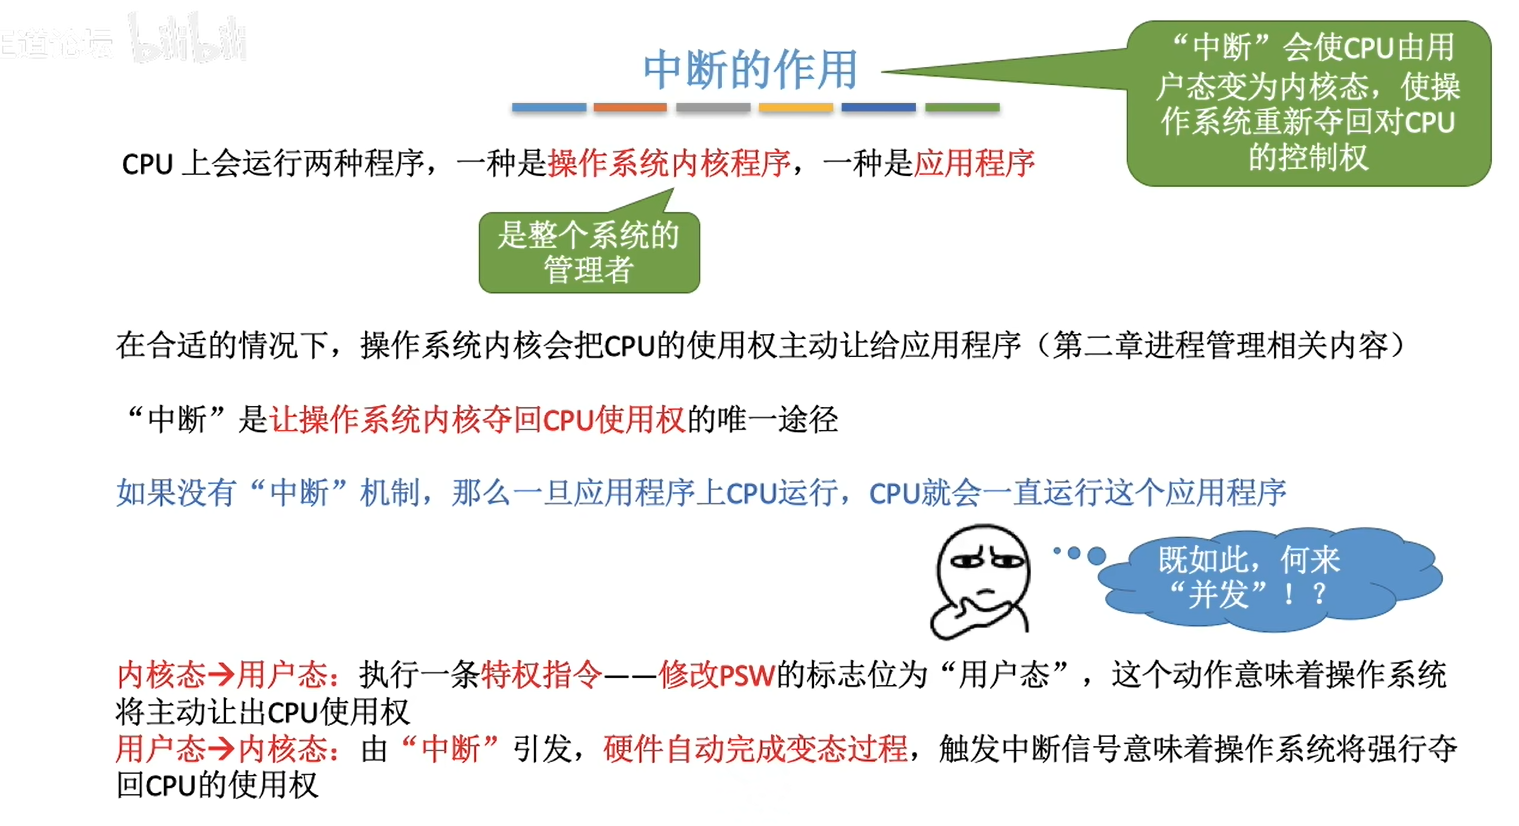 王道论坛 bilibili
中断的作用
“中断”会使CPU由用
户态变为内核态，使操
作系统重新夺回对CPU
的控制权
CPU 上会运行两种程序，一种是操作系统内核程序，一种是应用程序
是整个系统的
管理者
在合适的情况下，操作系统内核会把CPU的使用权主动让给应用程序（第二章进程管理相关内容）
“中断”是让操作系统内核夺回CPU使用权的唯一途径
如果没有“中断”机制，那么一旦应用程序上CPU运行，CPU就会一直运行这个应用程序
既如此，何来
“并发”！？
内核态→用户态：执行一条特权指令——修改PSW的标志位为“用户态”，这个动作意味着操作系统
将主动让出CPU使用权
用户态→内核态：由“中断”引发，硬件自动完成变态过程，触发中断信号意味着操作系统将强行夺
回CPU的使用权